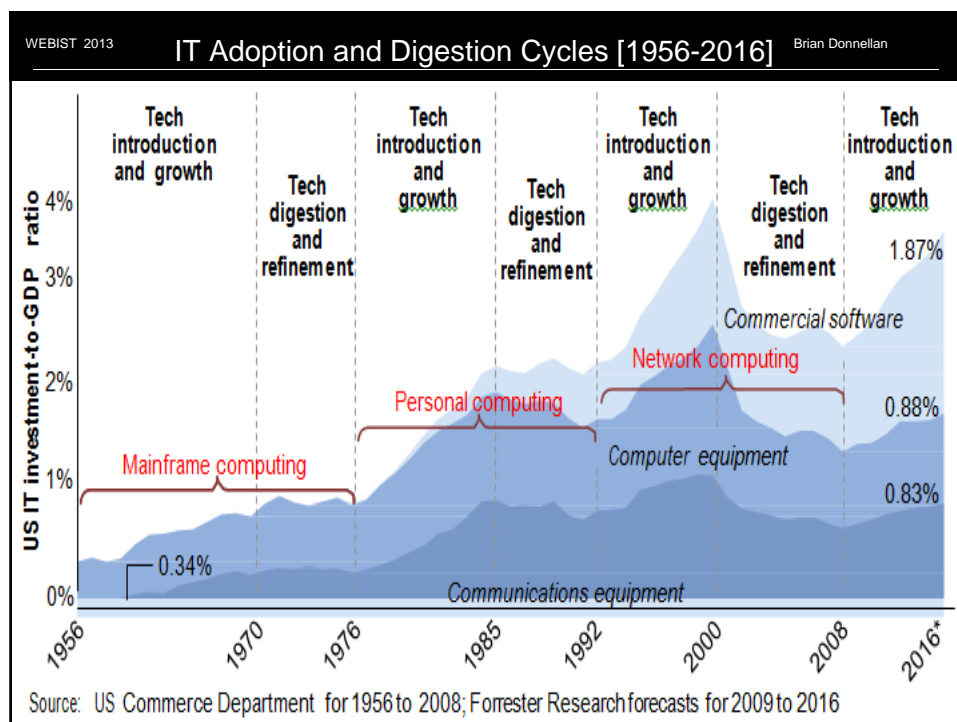 WEBIST 2013
IT Adoption and Digestion Cycles [1956-2016]
Brian Donnellan
Tech
introduction
and growth
Tech
digestion
and
refinement
Tech
introduction
and
growth
Tech
digestion
and
refinement
Tech
introduction
and
growth
Tech
digestion
and
refinement
Tech
introduction
and
growth
US IT investment-to-GDP ratio
4%
3%
2%
1%
0%
1.87%
Commercial software
Network computing
Personal computing
0.88%
Computer equipment
Mainframe computing
0.83%
0.34%
Communications equipment
1956
1970
1976
1985
1992
2000
2008
2016*
Source: US Commerce Department for 1956 to 2008; Forrester Research forecasts for 2009 to 2016